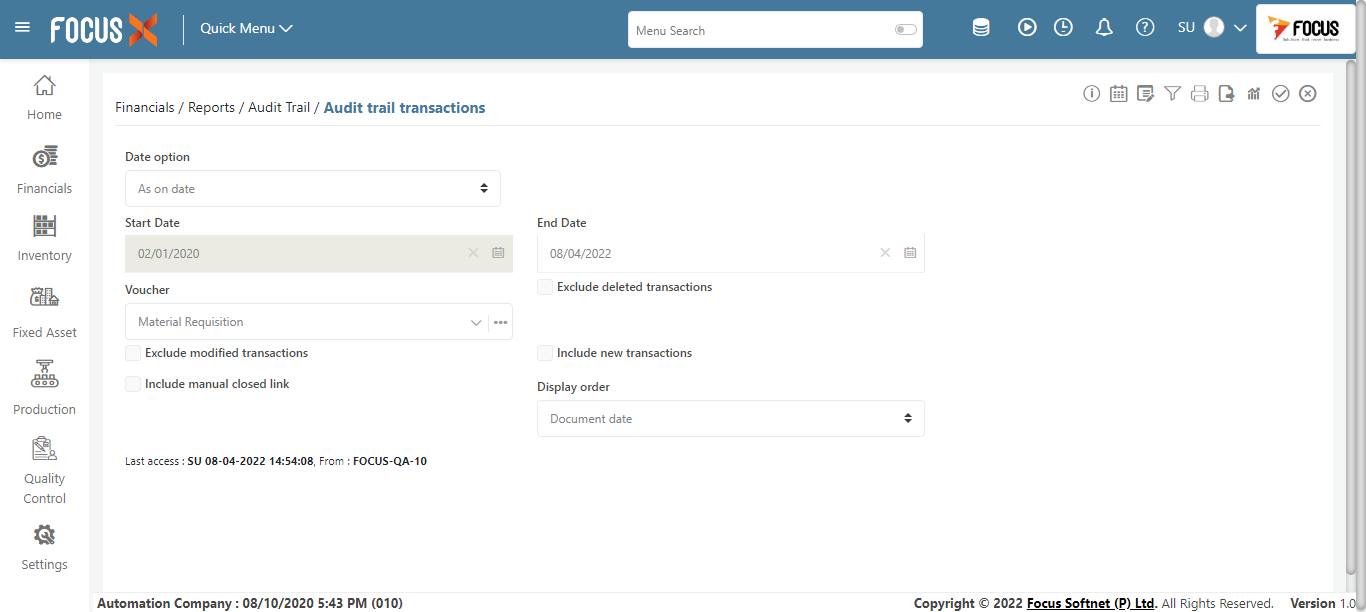 FOCUS X
Quick Menu
Menu Search
SU
FOCUS
Home
Financials
Inventory
Fixed Asset
Production
Quality
Control
Settings
Financials / Reports / Audit Trail / Audit trail transactions
Date option
As on date
Start Date
End Date
02/01/2020
08/04/2022
Voucher
Exclude deleted transactions
Material Requisition
Exclude modified transactions
Include new transactions
Include manual closed link
Display order
Document date
Last access : SU 08-04-2022 14:54:08, From : FOCUS-QA-10
Automation Company : 08/10/2020 5:43 PM (010)
Copyright © 2022 Focus Softnet (P) Ltd. All Rights Reserved. Version 1.0